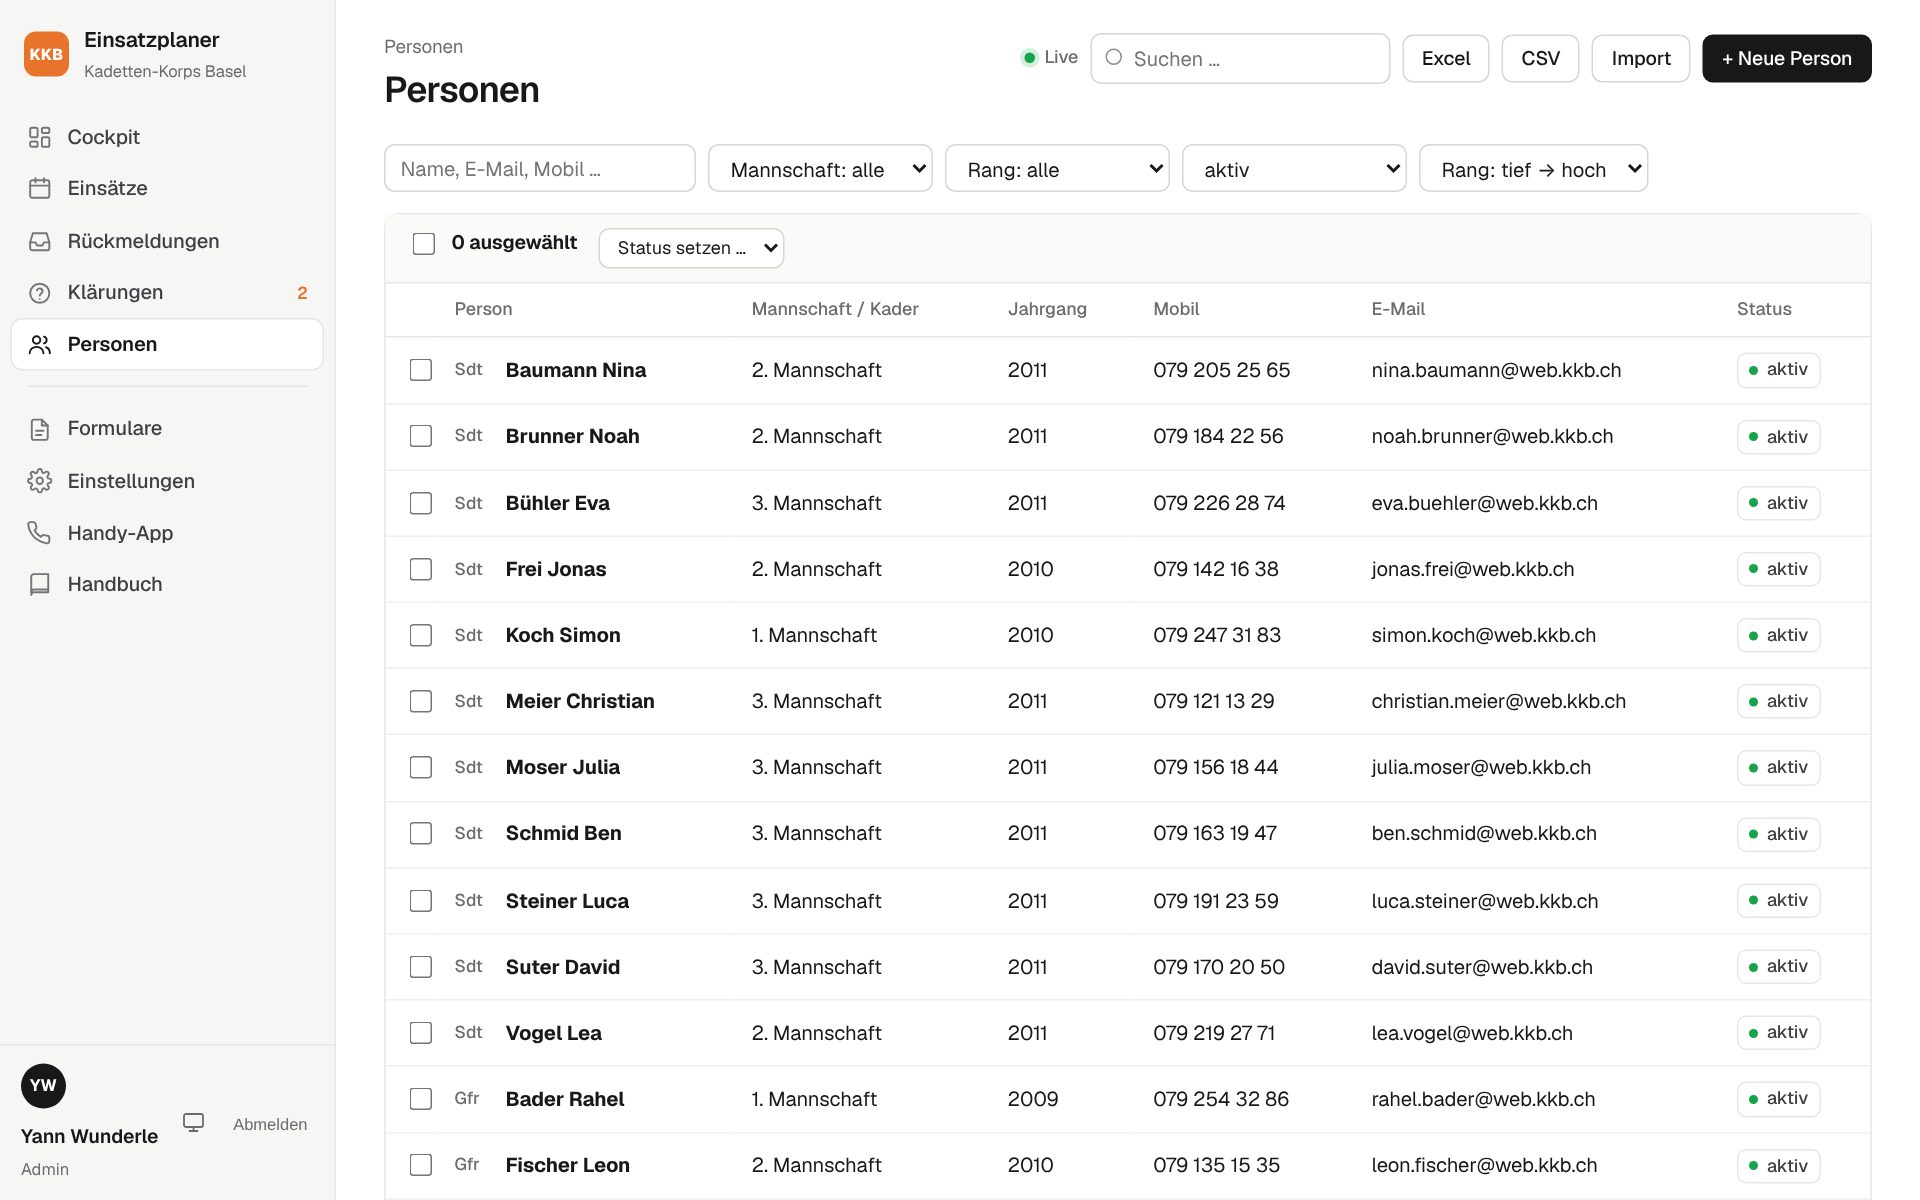 KKB
Einsatzplaner
Kadetten-Korps Basel
Cockpit
Einsätze
Rückmeldungen
Klärungen 2
Personen
Formulare
Einstellungen
Handy-App
Handbuch
YW
Yann Wunderle
Admin
Abmelden
Personen
Personen
Live
Suchen …
Excel
CSV
Import
+ Neue Person
Name, E-Mail, Mobil …
Mannschaft: alle
Rang: alle
aktiv
Rang: tief → hoch
0 ausgewählt
Status setzen …
Person Mannschaft / Kader Jahrgang Mobil E-Mail Status
Sdt Baumann Nina 2. Mannschaft 2011 079 205 25 65 nina.baumann@web.kkb.ch aktiv
Sdt Brunner Noah 2. Mannschaft 2011 079 184 22 56 noah.brunner@web.kkb.ch aktiv
Sdt Bühler Eva 3. Mannschaft 2011 079 226 28 74 eva.buehler@web.kkb.ch aktiv
Sdt Frei Jonas 2. Mannschaft 2010 079 142 16 38 jonas.frei@web.kkb.ch aktiv
Sdt Koch Simon 1. Mannschaft 2010 079 247 31 83 simon.koch@web.kkb.ch aktiv
Sdt Meier Christian 3. Mannschaft 2011 079 121 13 29 christian.meier@web.kkb.ch aktiv
Sdt Moser Julia 3. Mannschaft 2011 079 156 18 44 julia.moser@web.kkb.ch aktiv
Sdt Schmid Ben 3. Mannschaft 2011 079 163 19 47 ben.schmid@web.kkb.ch aktiv
Sdt Steiner Luca 3. Mannschaft 2011 079 191 23 59 luca.steiner@web.kkb.ch aktiv
Sdt Suter David 3. Mannschaft 2011 079 170 20 50 david.suter@web.kkb.ch aktiv
Sdt Vogel Lea 2. Mannschaft 2011 079 219 27 71 lea.vogel@web.kkb.ch aktiv
Gfr Bader Rahel 1. Mannschaft 2009 079 254 32 86 rahel.bader@web.kkb.ch aktiv
Gfr Fischer Leon 2. Mannschaft 2010 079 135 15 35 leon.fischer@web.kkb.ch aktiv